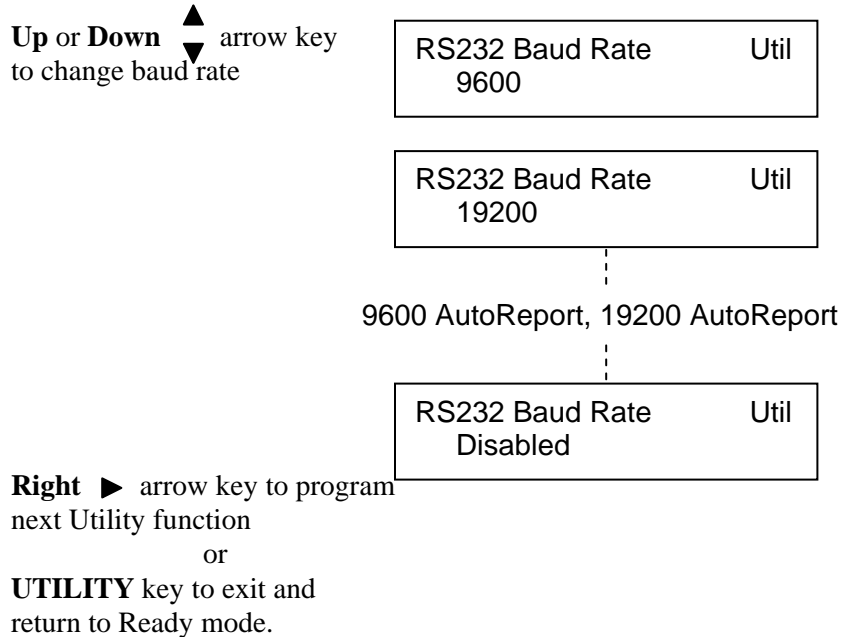 Up or Down ▲▼ arrow key
to change baud rate
RS232 Baud Rate Util
9600
RS232 Baud Rate Util
19200
9600 AutoReport, 19200 AutoReport
RS232 Baud Rate Util
Disabled
Right ► arrow key to program
next Utility function
or
UTILITY key to exit and
return to Ready mode.